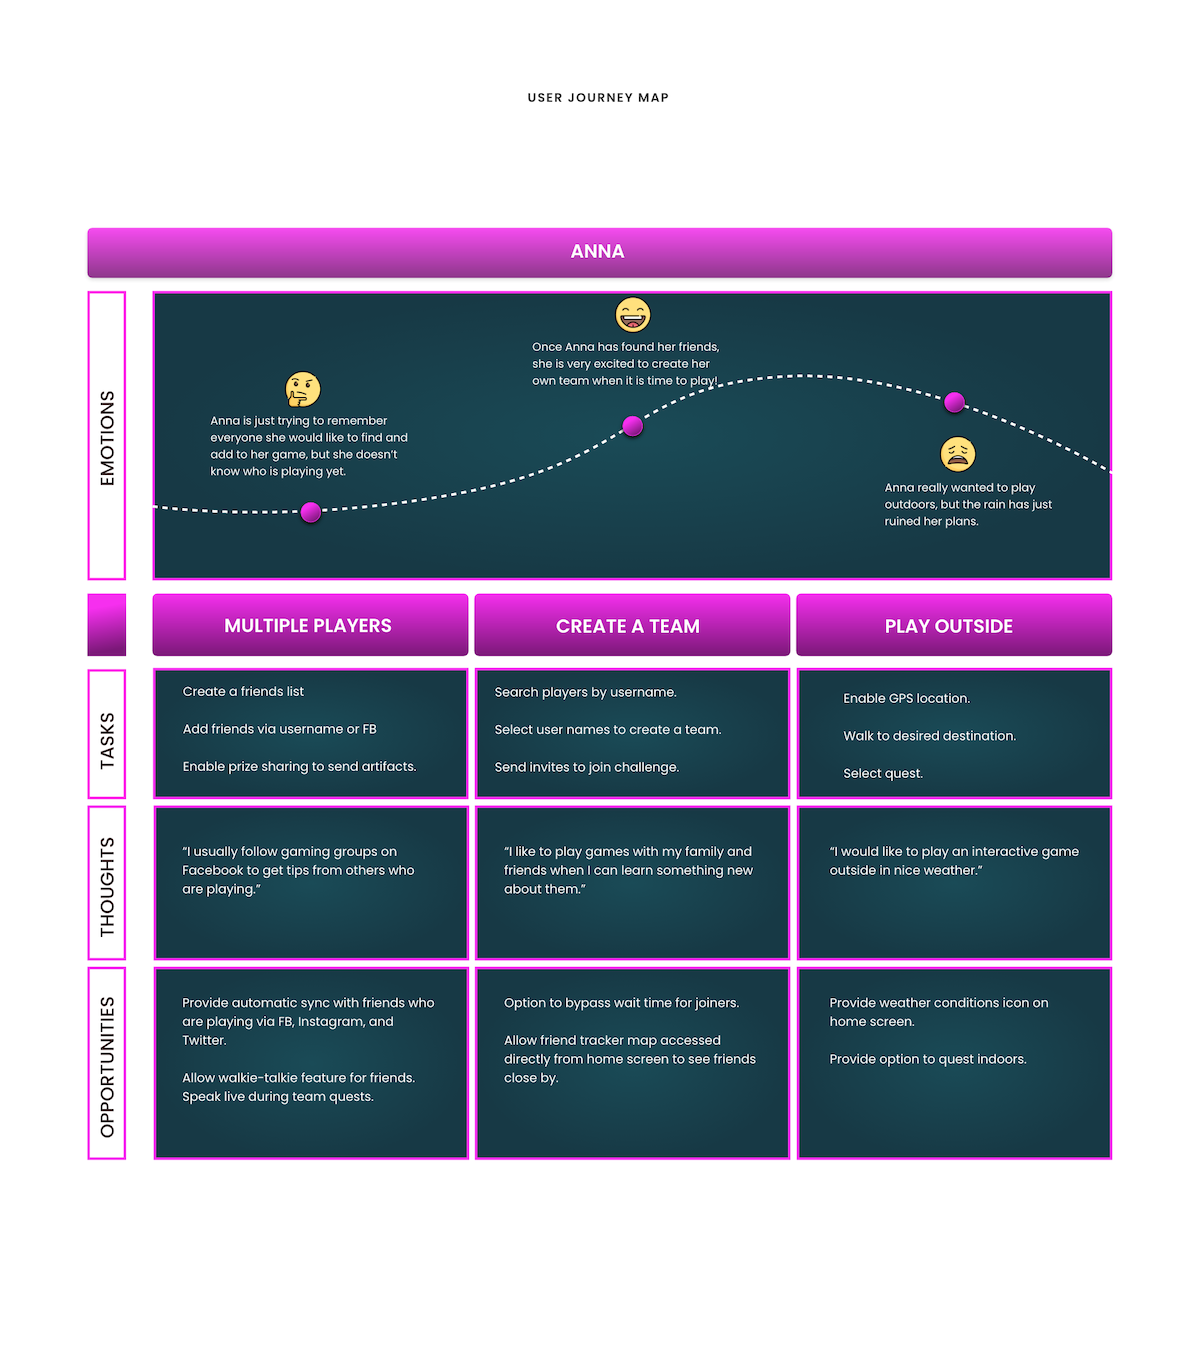 USER JOURNEY MAP
ANNA
EMOTIONS
Anna is just trying to remember
everyone she would like to find and
add to her game, but she doesn’t
know who is playing yet.
Once Anna has found her friends,
she is very excited to create her
own team when it is time to play!
Anna really wanted to play
outdoors, but the rain has just
ruined her plans.
MULTIPLE PLAYERS
CREATE A TEAM
PLAY OUTSIDE
TASKS
Create a friends list
Add friends via username or FB
Enable prize sharing to send artifacts.
Search players by username.
Select user names to create a team.
Send invites to join challenge.
Enable GPS location.
Walk to desired destination.
Select quest.
THOUGHTS
“I usually follow gaming groups on
Facebook to get tips from others who
are playing.”
“I like to play games with my family and
friends when I can learn something new
about them.”
“I would like to play an interactive game
outside in nice weather.”
OPPORTUNITIES
Provide automatic sync with friends who
are playing via FB, Instagram, and
Twitter.
Allow walkie-talkie feature for friends.
Speak live during team quests.
Option to bypass wait time for joiners.
Allow friend tracker map accessed
directly from home screen to see friends
close by.
Provide weather conditions icon on
home screen.
Provide option to quest indoors.